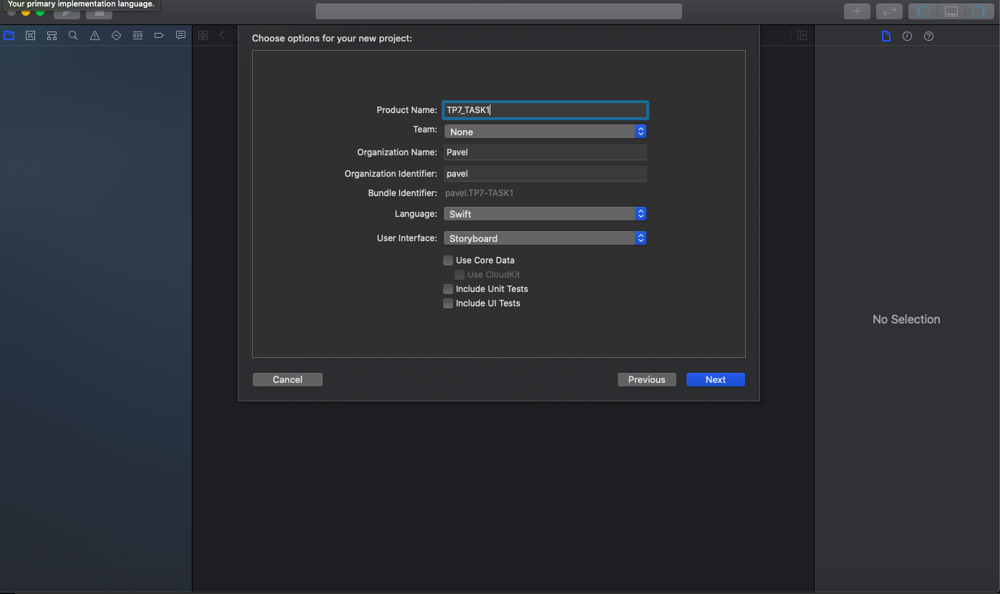 Your primary implementation language.
Choose options for your new project:
Product Name: TP7_TASK1
Team: None
Organization Name: Pavel
Organization Identifier: pavel
Bundle Identifier: pavel.TP7-TASK1
Language: Swift
User Interface: Storyboard
Use Core Data
Use CloudKit
Include Unit Tests
Include UI Tests
No Selection
Cancel Previous Next